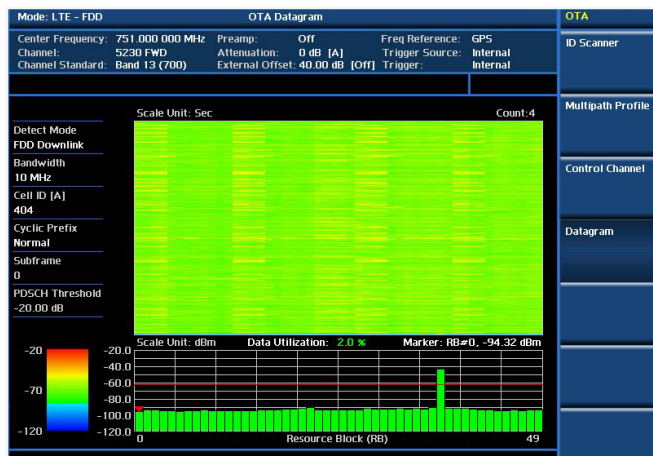 Mode: LTE - FDD
OTA Datagram
OTA
Center Frequency: 751.000 000 MHz Preamp: Off Freq Reference: GPS
Channel: 5230 FWD Attenuation: 0 dB [A] Trigger Source: Internal
Channel Standard: Band 13 (700) External Offset: 40.00 dB [Off] Trigger: Internal
ID Scanner
Multipath Profile
Control Channel
Datagram
Scale Unit: Sec Count:4
Detect Mode
FDD Downlink
Bandwidth
10 MHz
Cell ID [A]
404
Cyclic Prefix
Normal
Subframe
0
PDSCH Threshold
-20.00 dB
Scale Unit: dBm Data Utilization: 2.0 % Marker: RB#0, -94.32 dBm
-20
-70
-120
-20.0
-40.0
-60.0
-80.0
-100.0
-120.0
0 Resource Block (RB) 49